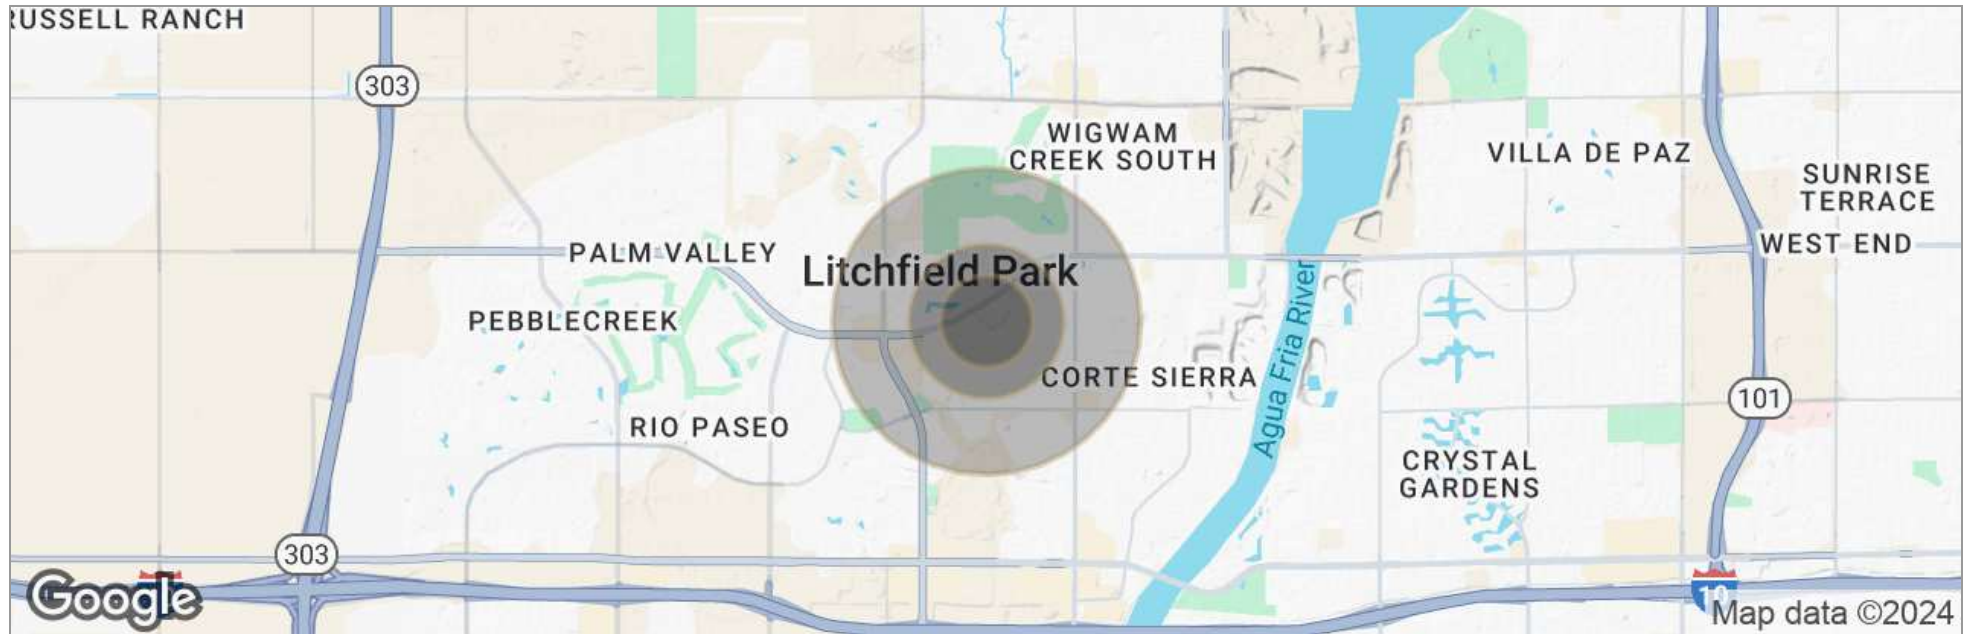 RUSSELL RANCH
303
WIGWAM
CREEK SOUTH
VILLA DE PAZ
SUNRISE
TERRACE
PALM VALLEY
WEST END
Litchfield Park
PEBBLECREEK
Agua Fria River
CORTE SIERRA
101
RIO PASEO
CRYSTAL
GARDENS
303
Google
10
Map data ©2024